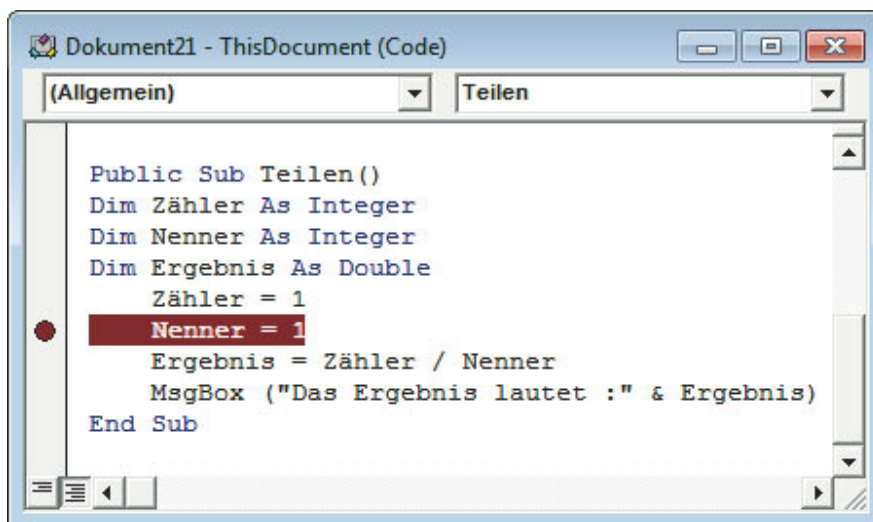 Dokument21 - ThisDocument (Code)
(Allgemein) Teilen
Public Sub Teilen()
Dim Zähler As Integer
Dim Nenner As Integer
Dim Ergebnis As Double
Zähler = 1
Nenner = 1
Ergebnis = Zähler / Nenner
MsgBox ("Das Ergebnis lautet :" & Ergebnis)
End Sub